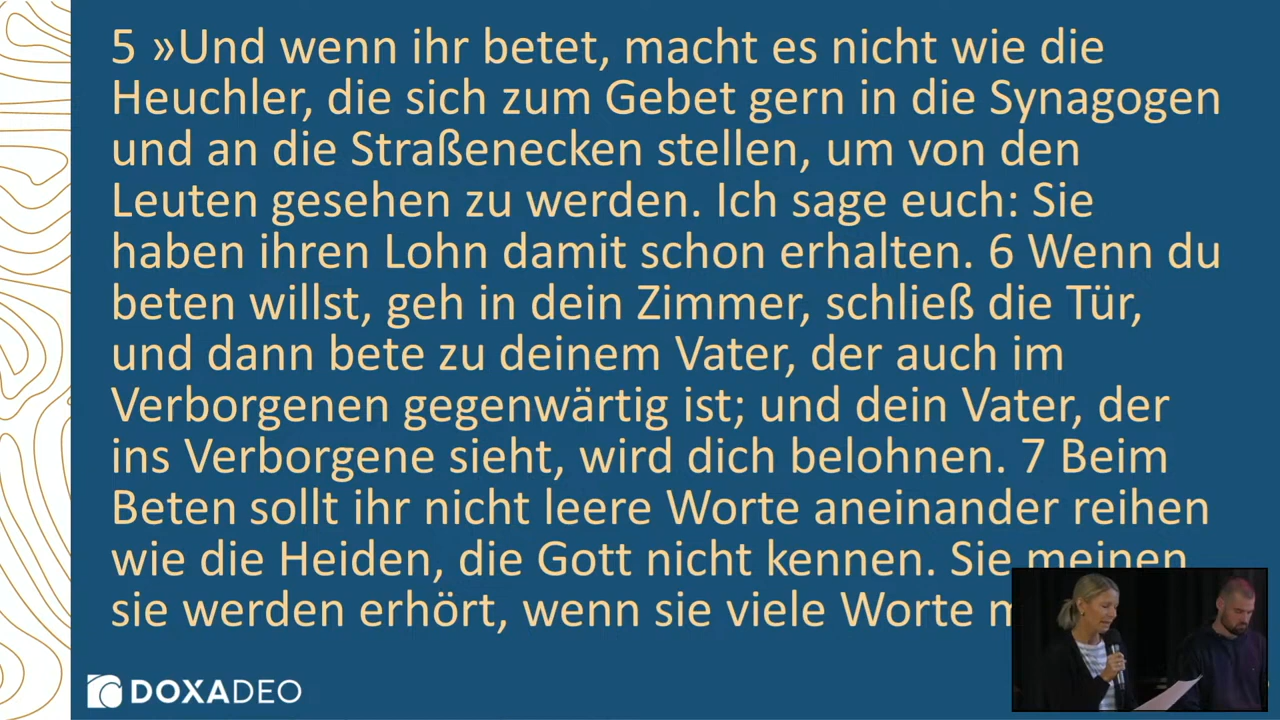 5 »Und wenn ihr betet, macht es nicht wie die
Heuchler, die sich zum Gebet gern in die Synagogen
und an die Straßenecken stellen, um von den
Leuten gesehen zu werden. Ich sage euch: Sie
haben ihren Lohn damit schon erhalten. 6 Wenn du
beten willst, geh in dein Zimmer, schließ die Tür,
und dann bete zu deinem Vater, der auch im
Verborgenen gegenwärtig ist; und dein Vater, der
ins Verborgene sieht, wird dich belohnen. 7 Beim
Beten sollt ihr nicht leere Worte aneinander reihen
wie die Heiden, die Gott nicht kennen. Sie meinen
sie werden erhört, wenn sie viele Worte
DOXADEO